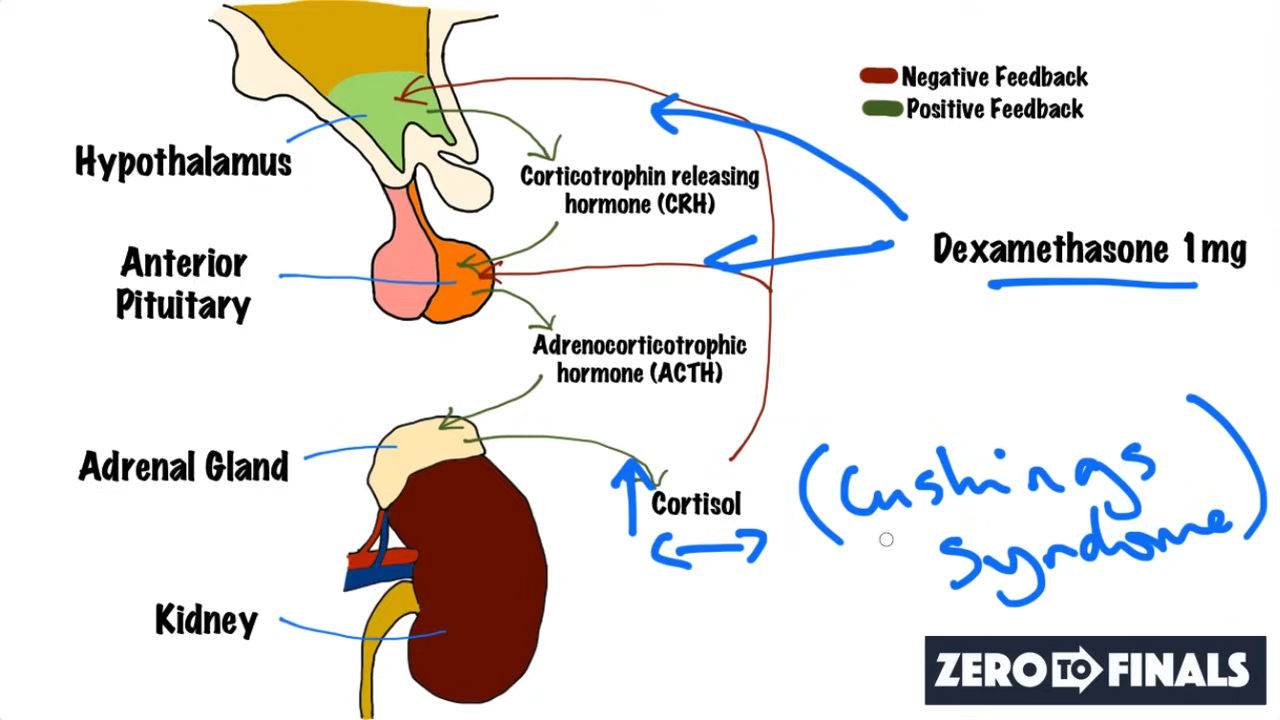 Negative Feedback
Positive Feedback
Hypothalamus
Corticotrophin releasing
hormone (CRH)
Dexamethasone 1mg
Anterior
Pituitary
Adrenocorticotrophic
hormone (ACTH)
Adrenal Gland
Cortisol
(Cushings
Syndrome)
Kidney
ZERO TO FINALS